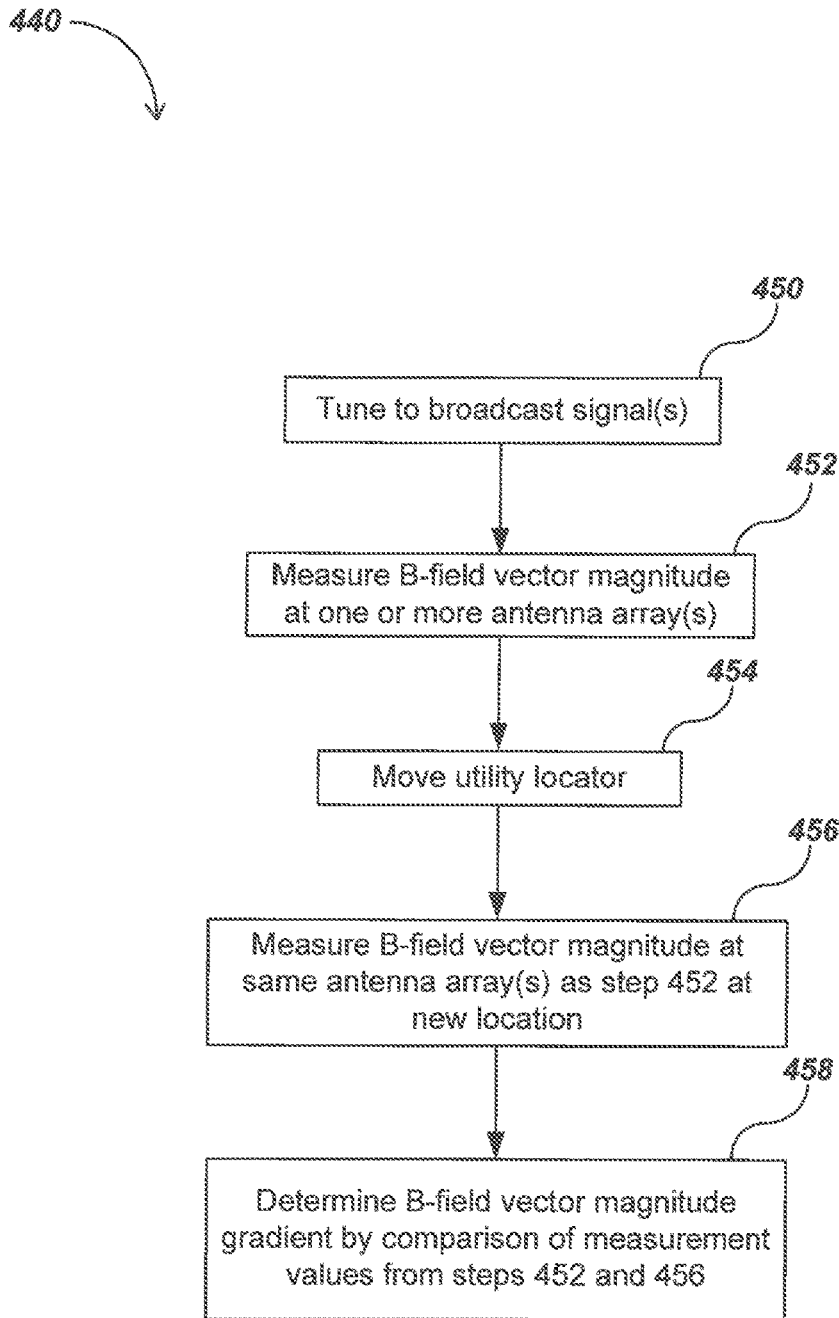 440
450
Tune to broadcast signal(s)
452
Measure B-field vector magnitude
at one or more antenna array(s)
454
Move utility locator
456
Measure B-field vector magnitude at
same antenna array(s) as step 452 at
new location
458
Determine B-field vector magnitude
gradient by comparison of measurement
values from steps 452 and 456